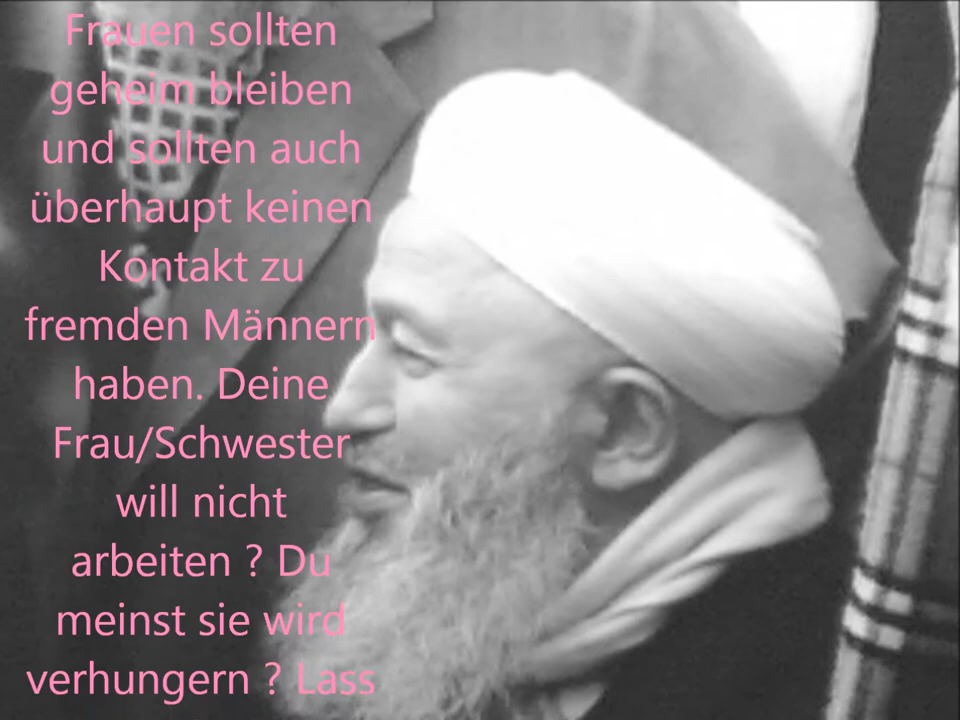 Frauen sollten
geheim bleiben
und sollten auch
überhaupt keinen
Kontakt zu
fremden Männern
haben. Deine
Frau/Schwester
will nicht
arbeiten ? Du
meinst sie wird
verhungern ? Lass